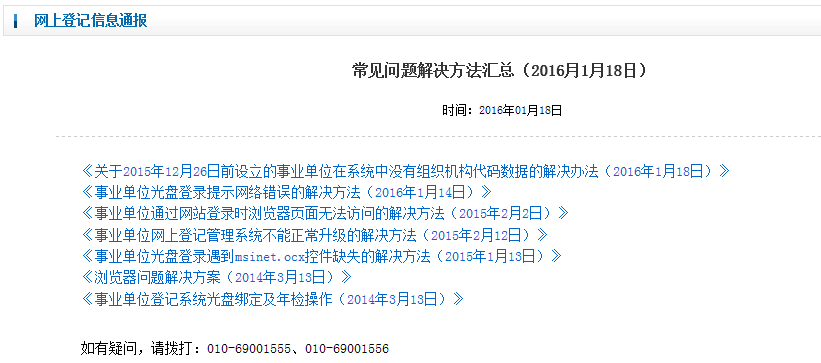 网上登记信息通报
常见问题解决方法汇总（2016月1月18日）
时间：2016年01月18日
《关于2015年12月26日前设立的事业单位在系统中没有组织机构代码数据的解决办法（2016年1月18日）》
《事业单位光盘登录提示网络错误的解决方法（2016年1月14日）》
《事业单位通过网站登录时浏览器页面无法访问的解决方法（2015年2月2日）》
《事业单位网上登记管理系统不能正常升级的解决方法（2015年2月12日）》
《事业单位光盘登录遇到msinet.ocx控件缺失的解决方法（2015年1月13日）》
《浏览器问题解决方案（2014年3月13日）》
《事业单位登记系统光盘绑定及年检操作（2014年3月13日）》
如有疑问，请拨打：010-69001555、010-69001556